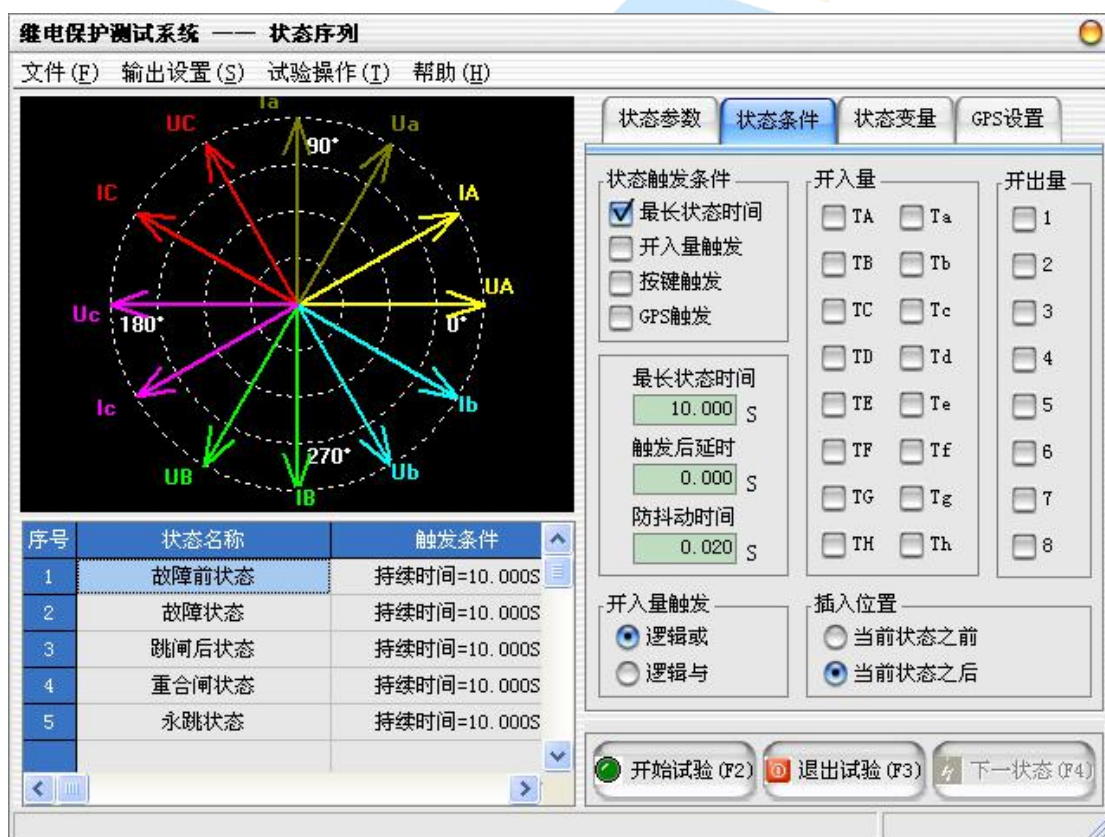 继电保护测试系统 —— 状态序列
文件(F) 输出设置(S) 试验操作(T) 帮助(H)
Ia
UC
Ua
90°
IC
IA
UA
Uc
180°
0°
Ic
Ib
270°
UB
Ub
IB
序号 状态名称 触发条件
1 故障前状态 持续时间=10.000S
2 故障状态 持续时间=10.000S
3 跳闸后状态 持续时间=10.000S
4 重合闸状态 持续时间=10.000S
5 永跳状态 持续时间=10.000S
状态参数 状态条件 状态变量 GPS设置
状态触发条件
最长状态时间
开入量触发
按键触发
GPS触发
最长状态时间
10.000 S
触发后延时
0.000 S
防抖动时间
0.020 S
开入量
TA Ta
TB Tb
TC Tc
TD Td
TE Te
TF Tf
TG Tg
TH Th
开出量
1
2
3
4
5
6
7
8
开入量触发
逻辑或
逻辑与
插入位置
当前状态之前
当前状态之后
开始试验(F2) 退出试验(F3) 下一状态(F4)